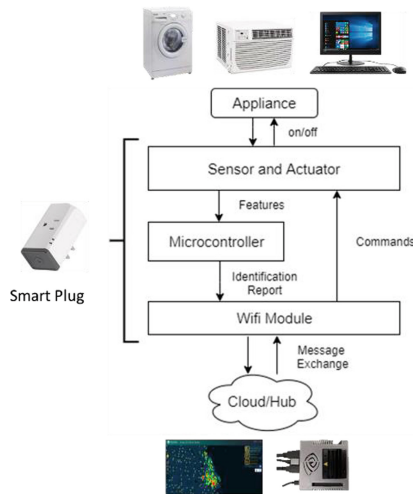 Appliance
on/off
Sensor and Actuator
Features
Microcontroller
Commands
Smart Plug
Identification
Report
Wifi Module
Message
Exchange
Cloud/Hub